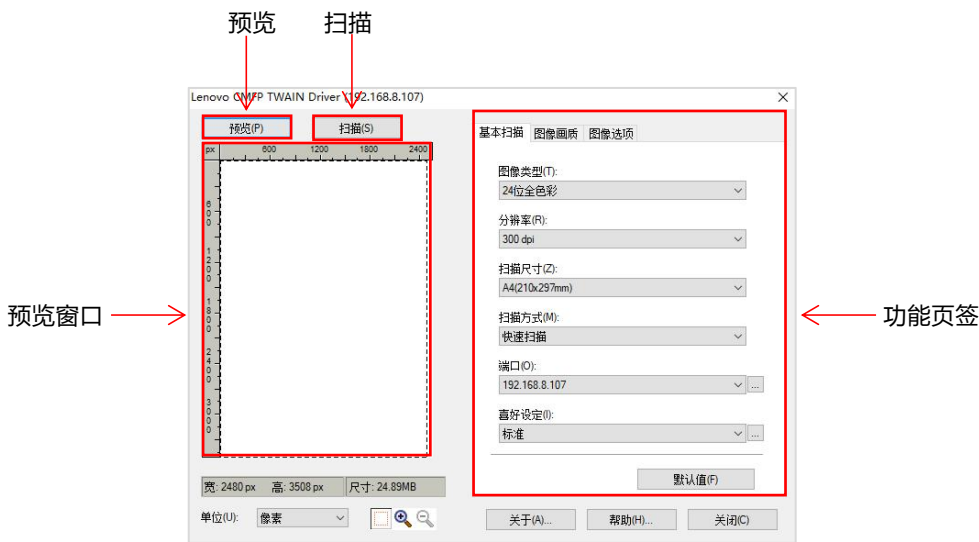 预览 扫描
Lenovo CMFP TWAIN Driver (192.168.8.107)
预览(P) 扫描(S)
px 600 1200 1800 2400
600
1200
1800
2400
3000
基本扫描 图像画质 图像选项
图像类型(T):
24位全色彩
分辨率(R):
300 dpi
扫描尺寸(Z):
A4(210x297mm)
扫描方式(M):
快速扫描
端口(O):
192.168.8.107
...
喜好设定(I):
标准
...
默认值(F)
预览窗口
功能页签
宽: 2480 px 高: 3508 px 尺寸: 24.89MB
单位(U): 像素
关于(A)... 帮助(H)... 关闭(C)